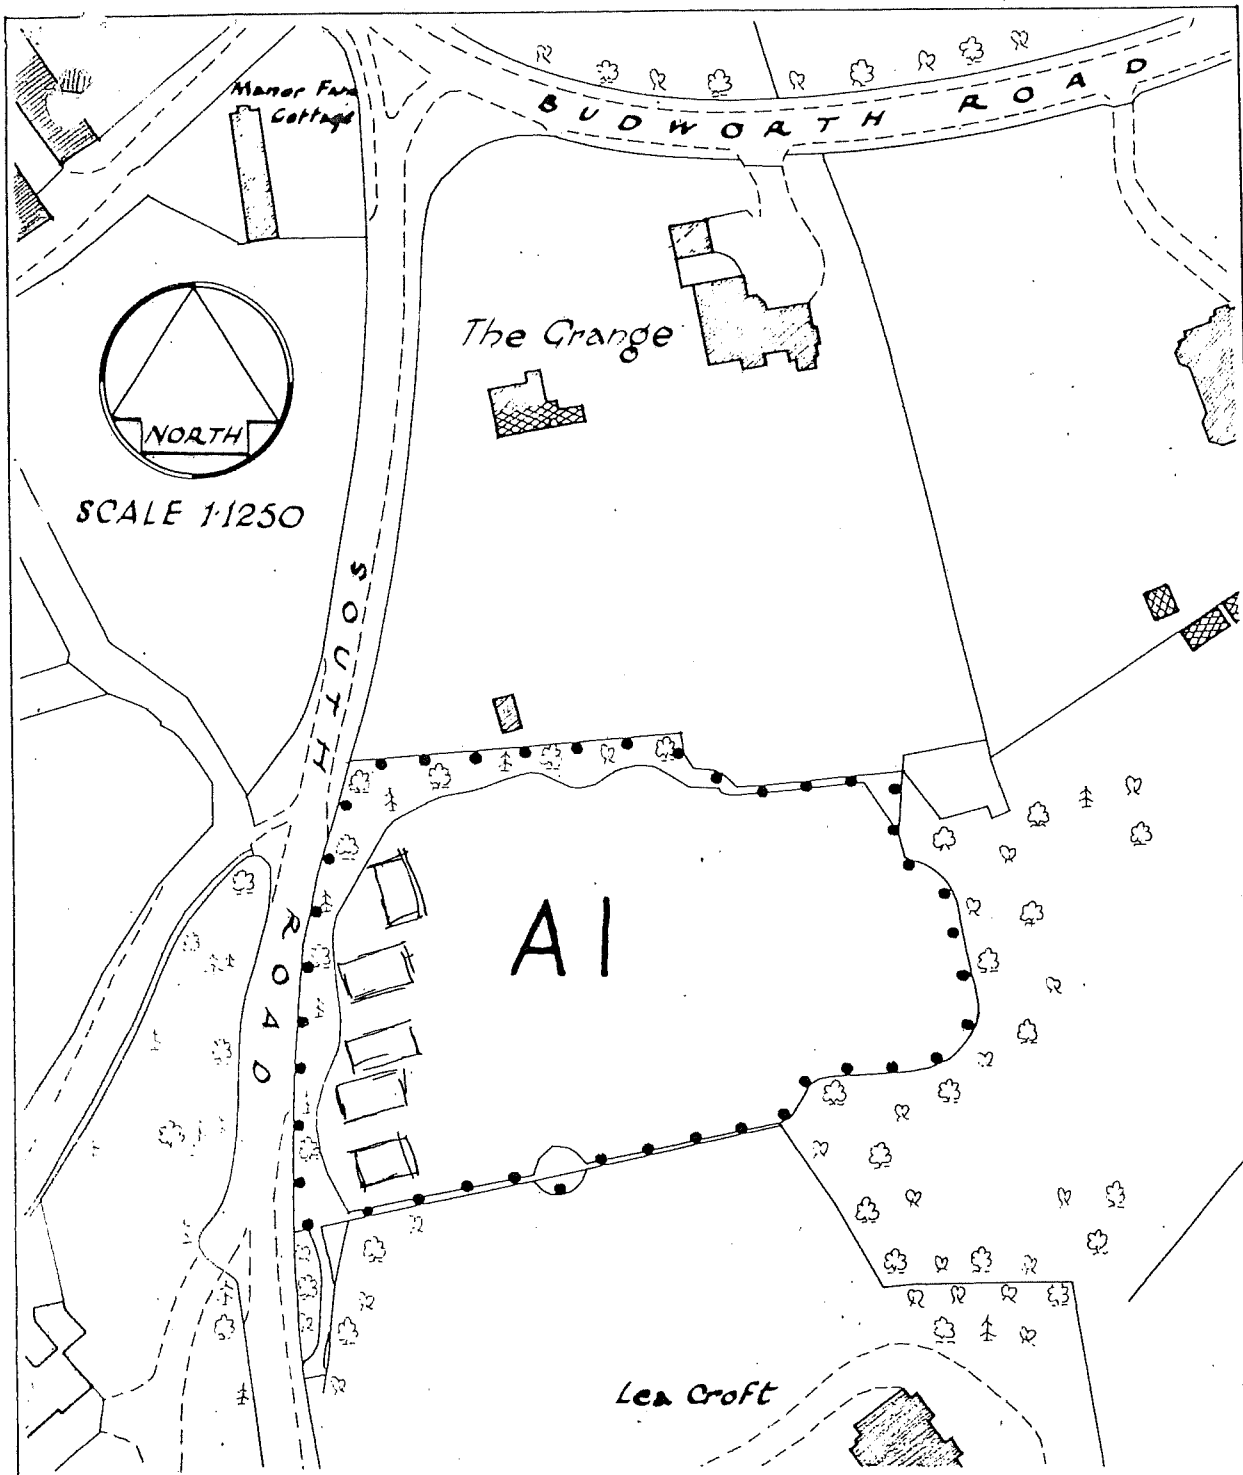 Manor Farm
Cottage
BUDWORTH ROAD
The Grange
NORTH
SCALE 1:1250
SOUTH ROAD
A1
Lea Croft